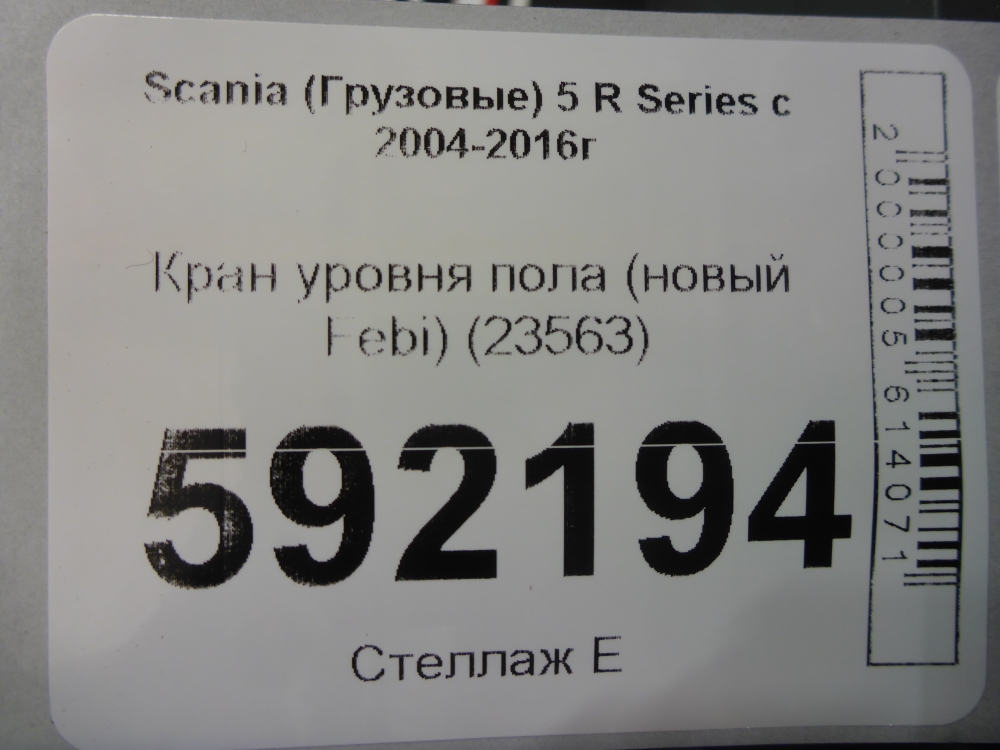 Scania (Грузовые) 5 R Series с
2004-2016г
Кран уровня пола (новый
Febi) (23563)
592194
Стеллаж Е
2000005614071